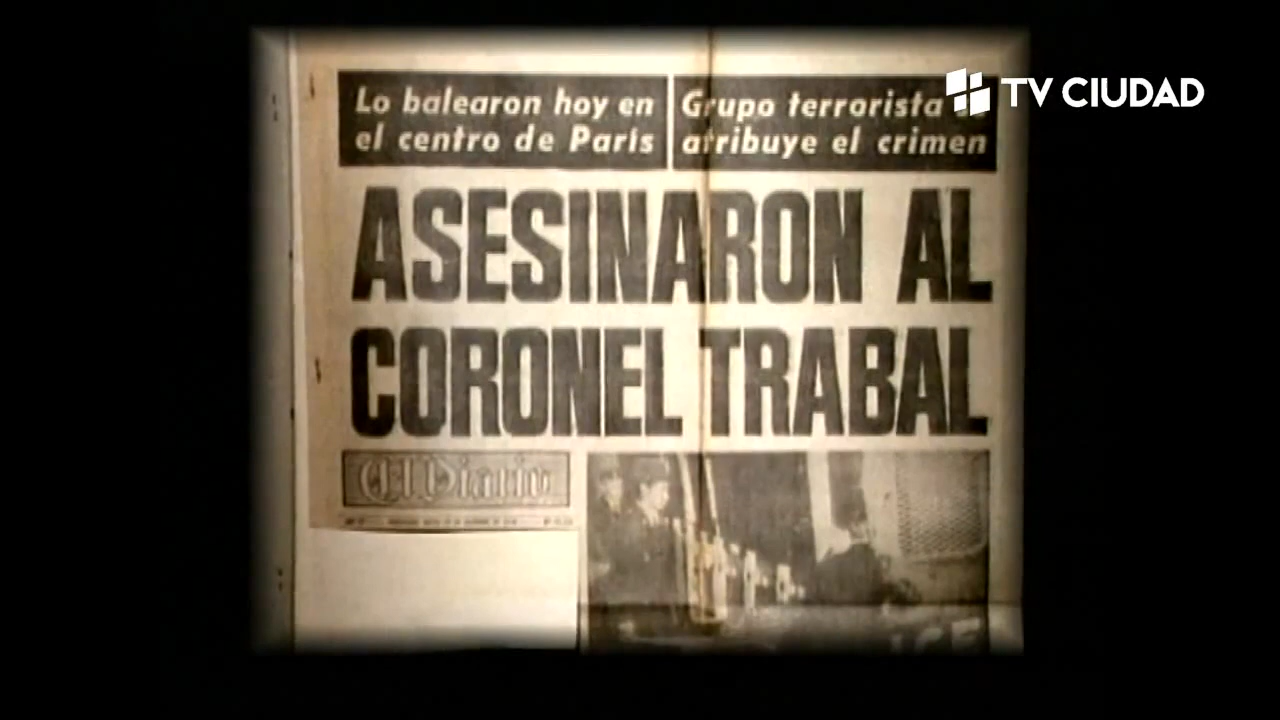 TV CIUDAD
Lo balearon hoy en
el centro de París
Grupo terrorista
atribuye el crimen
ASESINARON AL
CORONEL TRABAL
El Diario